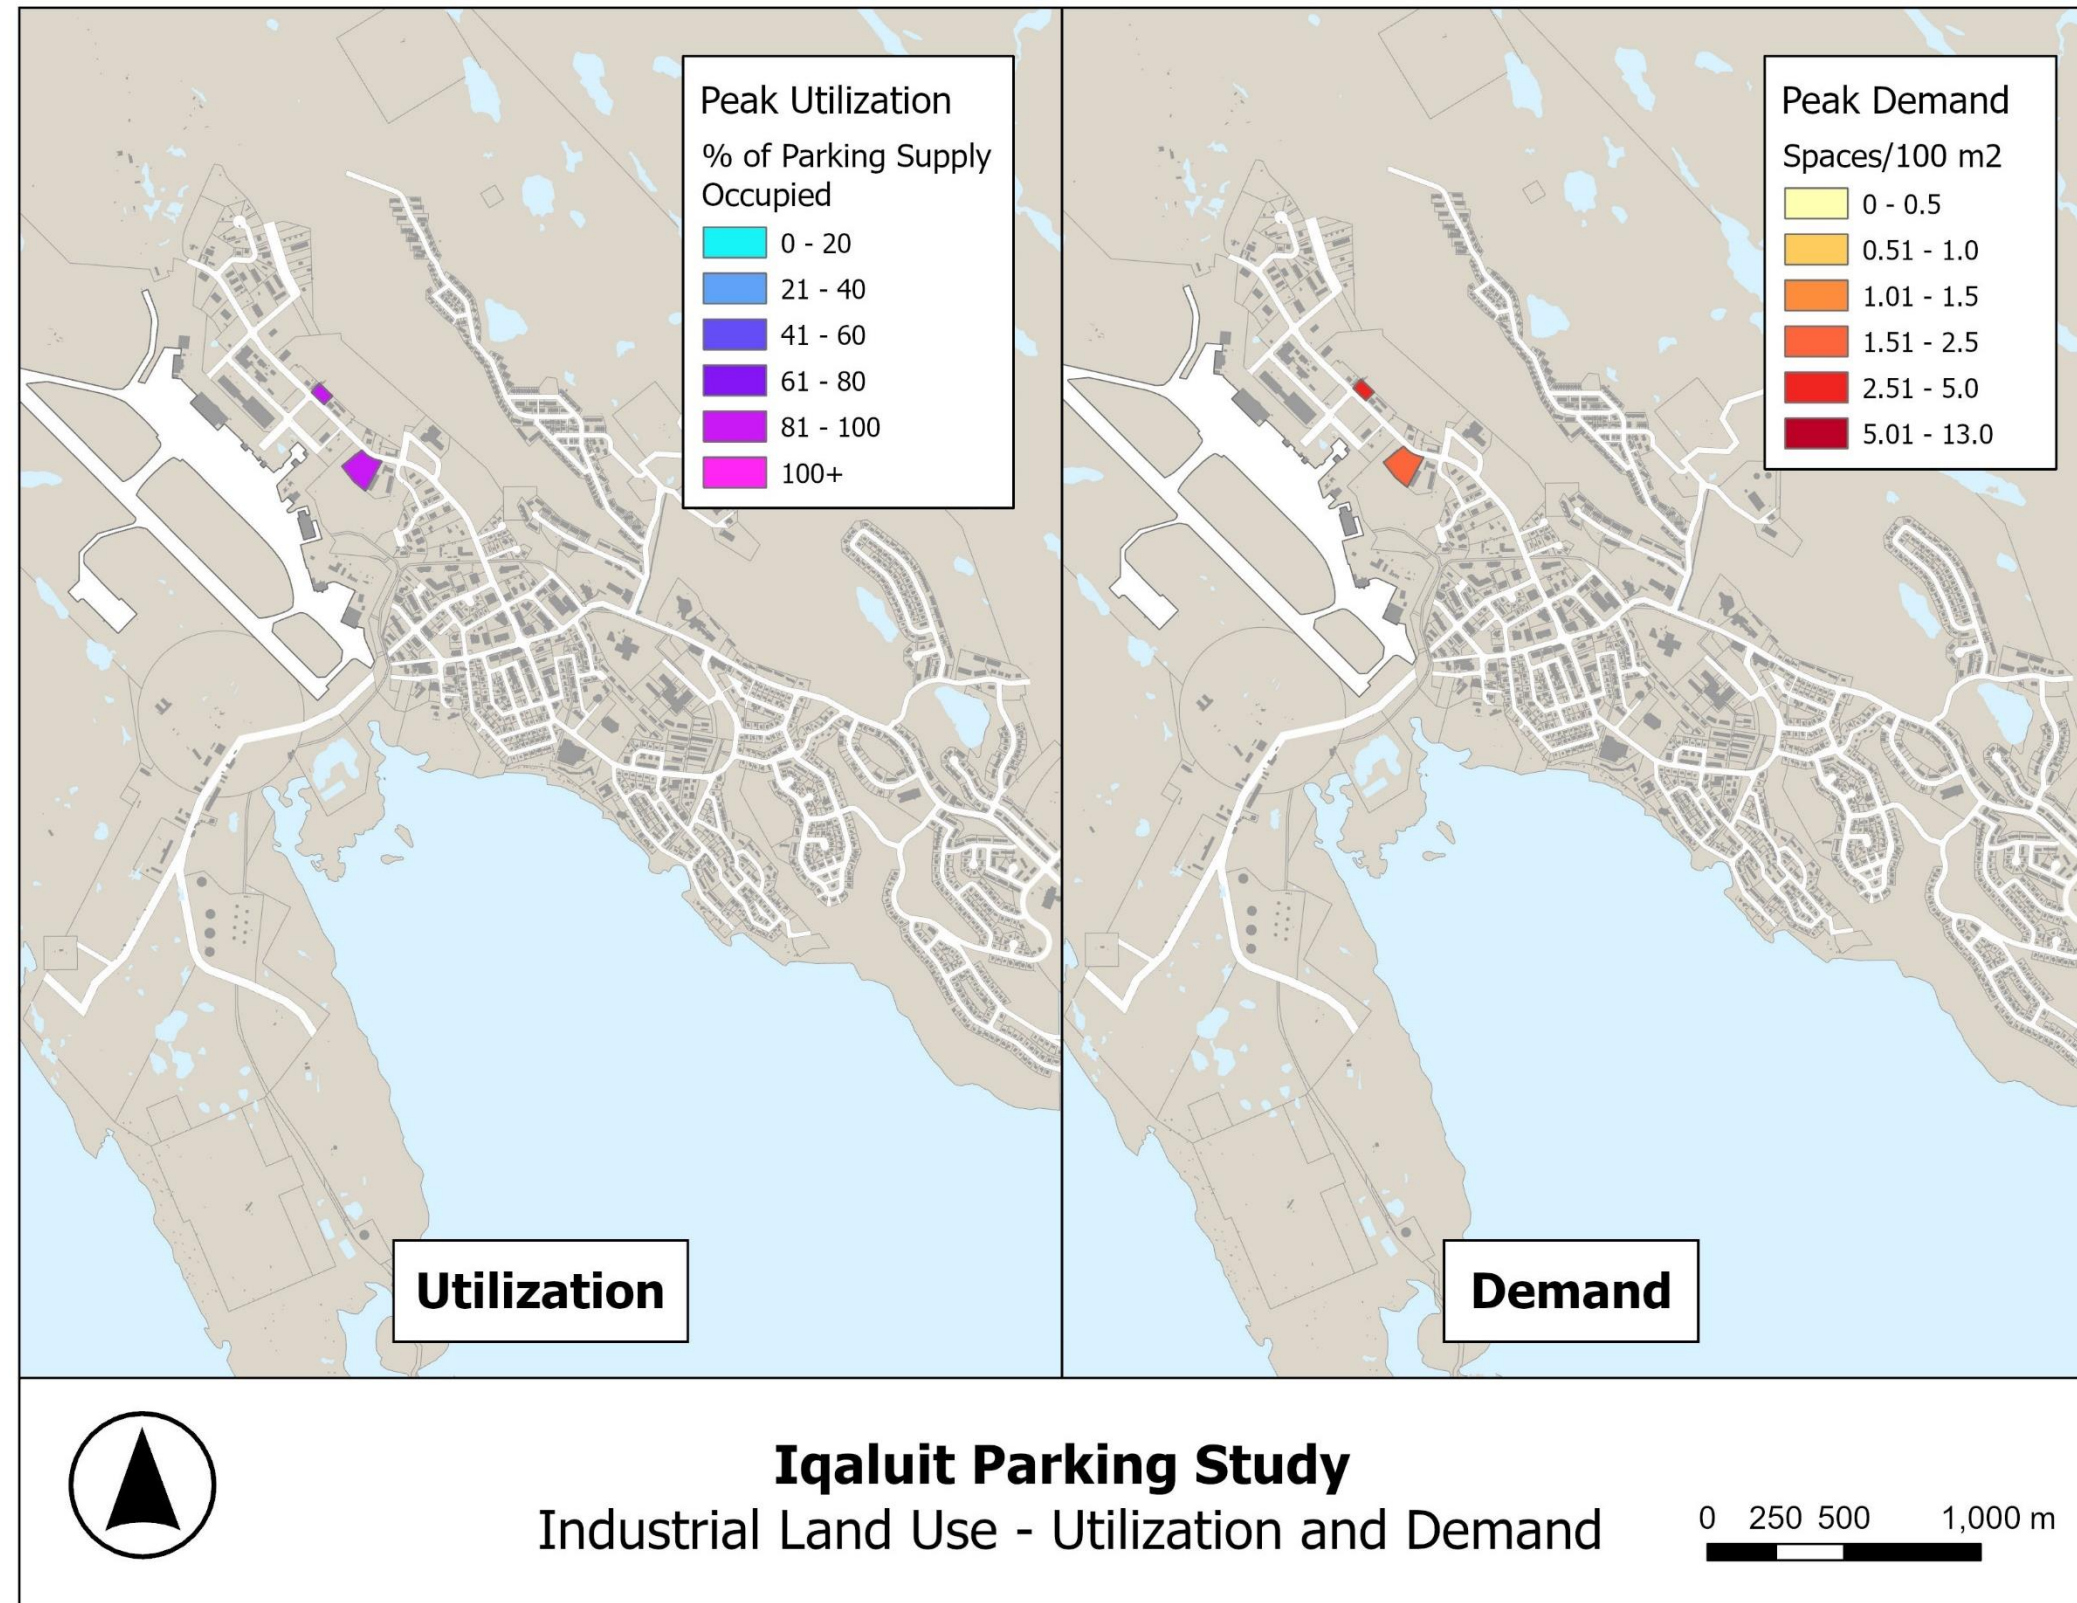 Peak Utilization
% of Parking Supply
Occupied
0 - 20
21 - 40
41 - 60
61 - 80
81 - 100
100+
Utilization
Peak Demand
Spaces/100 m2
0 - 0.5
0.51 - 1.0
1.01 - 1.5
1.51 - 2.5
2.51 - 5.0
5.01 - 13.0
Demand
Iqaluit Parking Study
Industrial Land Use - Utilization and Demand
0 250 500 1,000 m